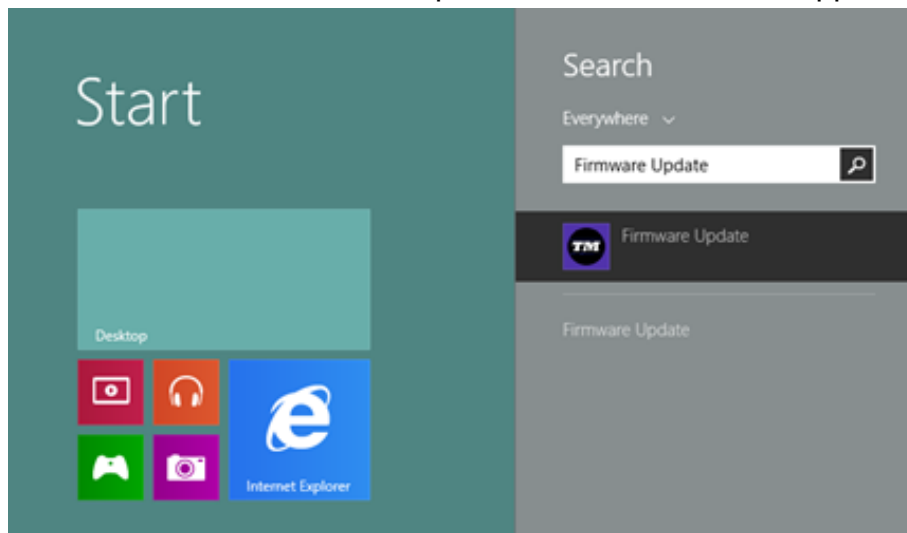 Start
Desktop
Internet Explorer
Search
Everywhere
Firmware Update
TM Firmware Update
Firmware Update